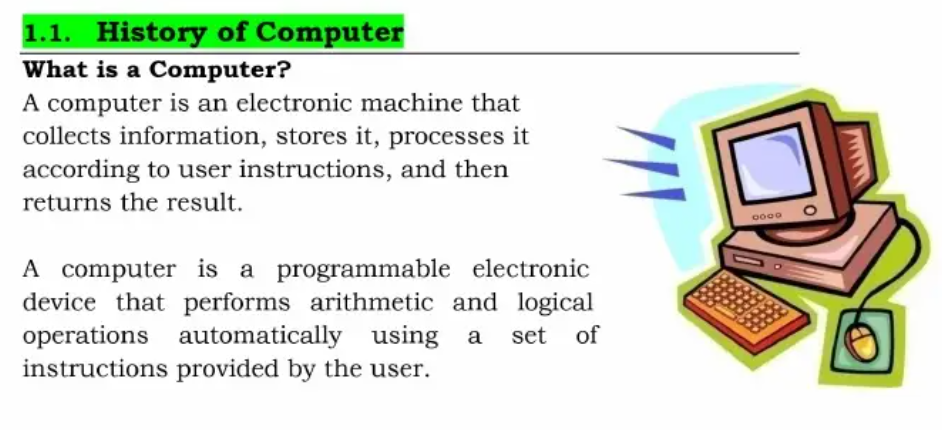 1.1. History of Computer
What is a Computer?
A computer is an electronic machine that
collects information, stores it, processes it
according to user instructions, and then
returns the result.
A computer is a programmable electronic
device that performs arithmetic and logical
operations automatically using a set of
instructions provided by the user.